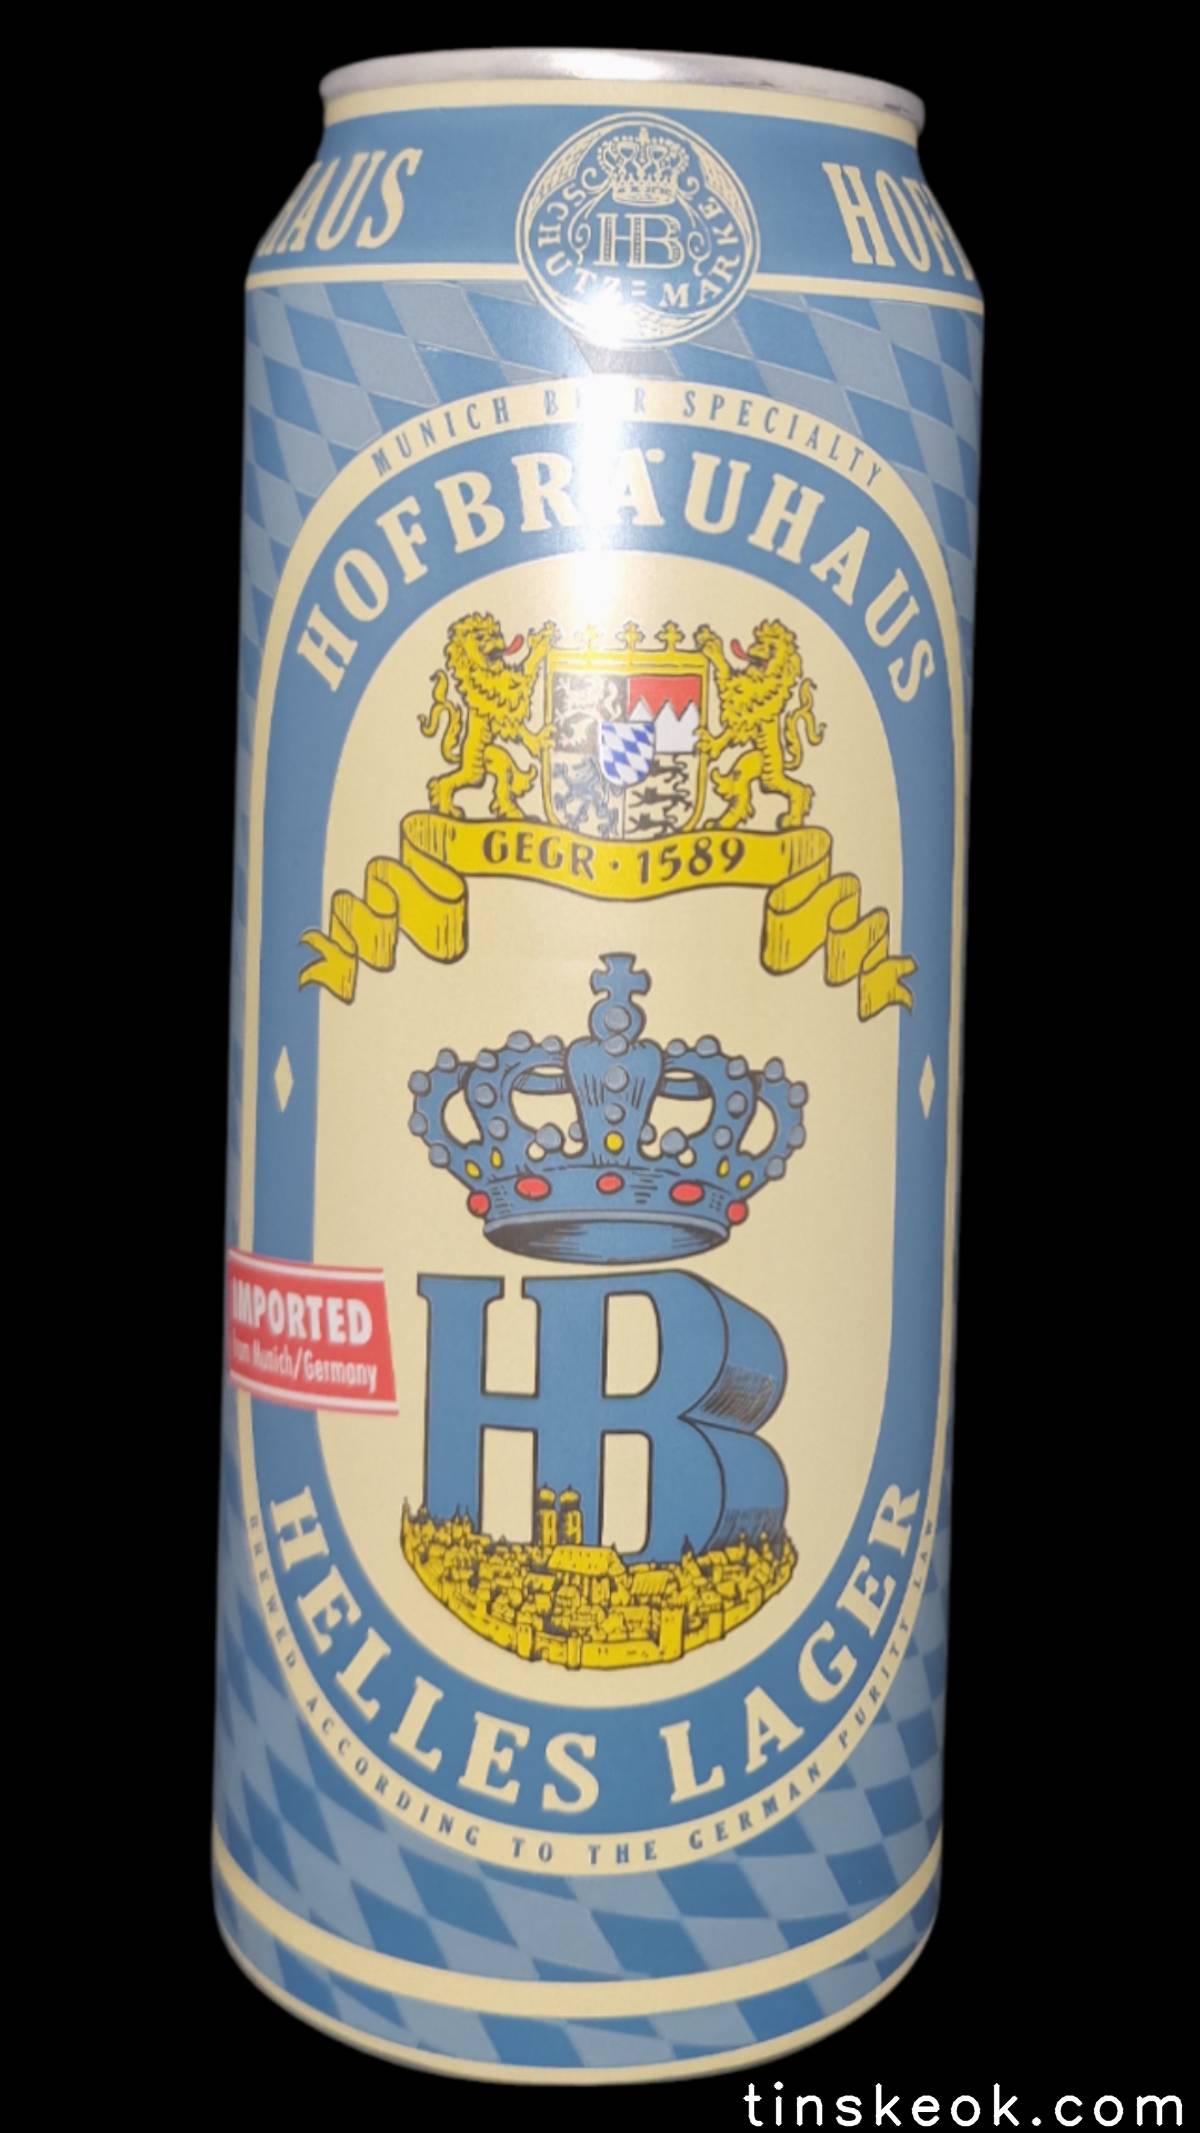 HAUS
HOF
HB
SCHUTZ=MARKE
MUNICH BEER SPECIALTY
HOFBRÄUHAUS
GEGR · 1589
HB
IMPORTED
from Munich/Germany
HELLES LAGER
BREWED ACCORDING TO THE GERMAN PURITY LAW
tinskeok.com